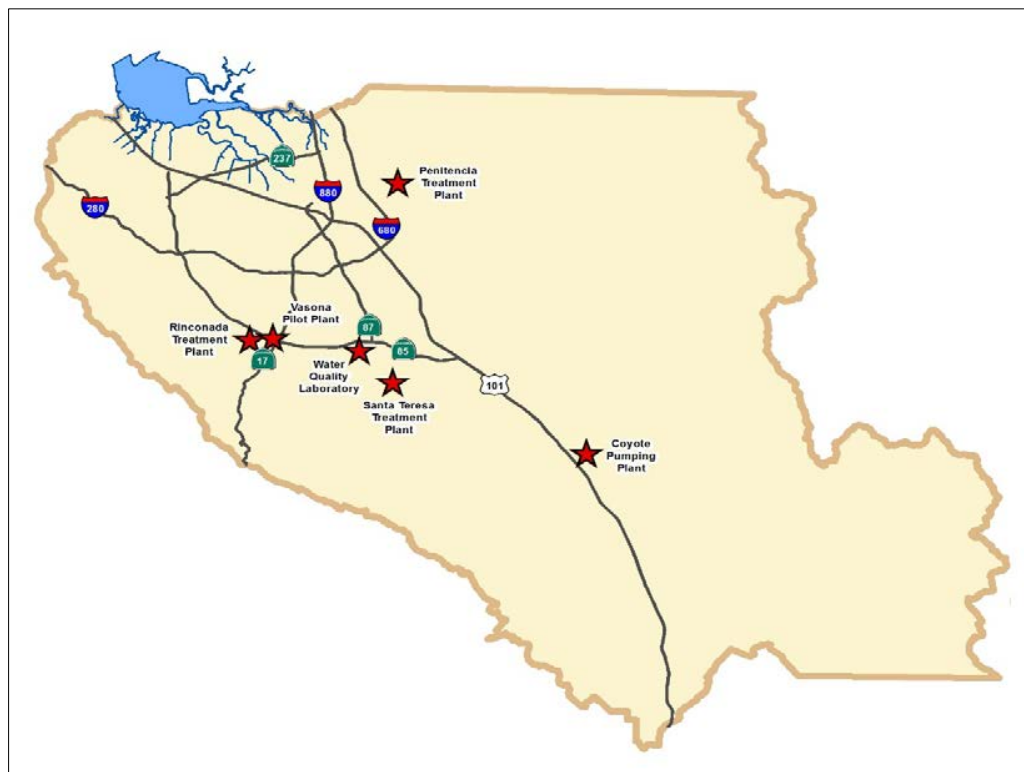 237
Penitencia
Treatment
Plant
880
280
680
Vasona
Pilot Plant
Rinconada
Treatment
Plant
87
85
17
Water
Quality
Laboratory
101
Santa Teresa
Treatment
Plant
Coyote
Pumping
Plant